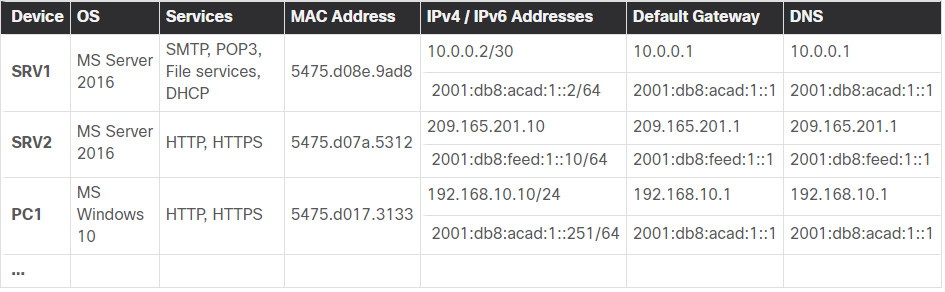 Device OS Services MAC Address IPv4 / IPv6 Addresses Default Gateway DNS
SRV1
MS Server
2016
SMTP, POP3,
File services,
DHCP
5475.d08e.9ad8
10.0.0.2/30 10.0.0.1 10.0.0.1
2001:db8:acad:1::2/64 2001:db8:acad:1::1 2001:db8:acad:1::1
SRV2
MS Server
2016
HTTP, HTTPS
5475.d07a.5312
209.165.201.10 209.165.201.1 209.165.201.1
2001:db8:feed:1::10/64 2001:db8:feed:1::1 2001:db8:feed:1::1
PC1
MS
Windows
10
HTTP, HTTPS
5475.d017.3133
192.168.10.10/24 192.168.10.1 192.168.10.1
2001:db8:acad:1::251/64 2001:db8:acad:1::1 2001:db8:acad:1::1
...